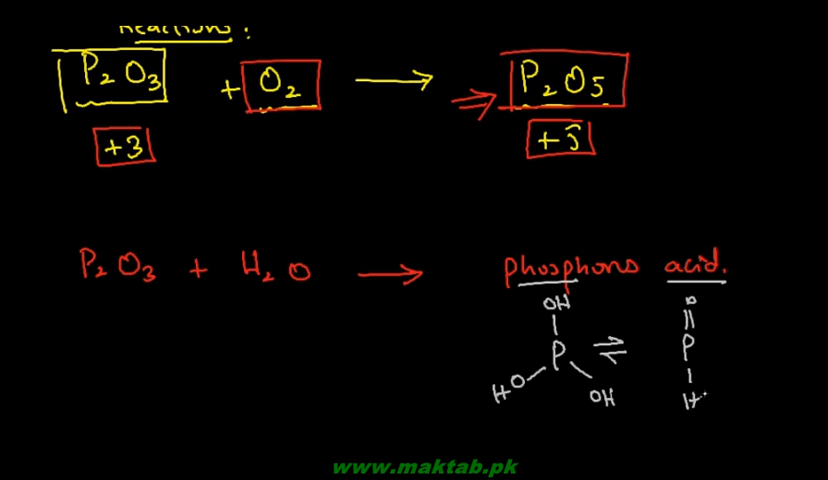 Reactions:
P₂O₃ + O₂ → P₂O5
+3 +5
P₂O₃ + H₂O → phosphorus acid.
OH O
P ⇌ P
HO OH H
www.maktab.pk